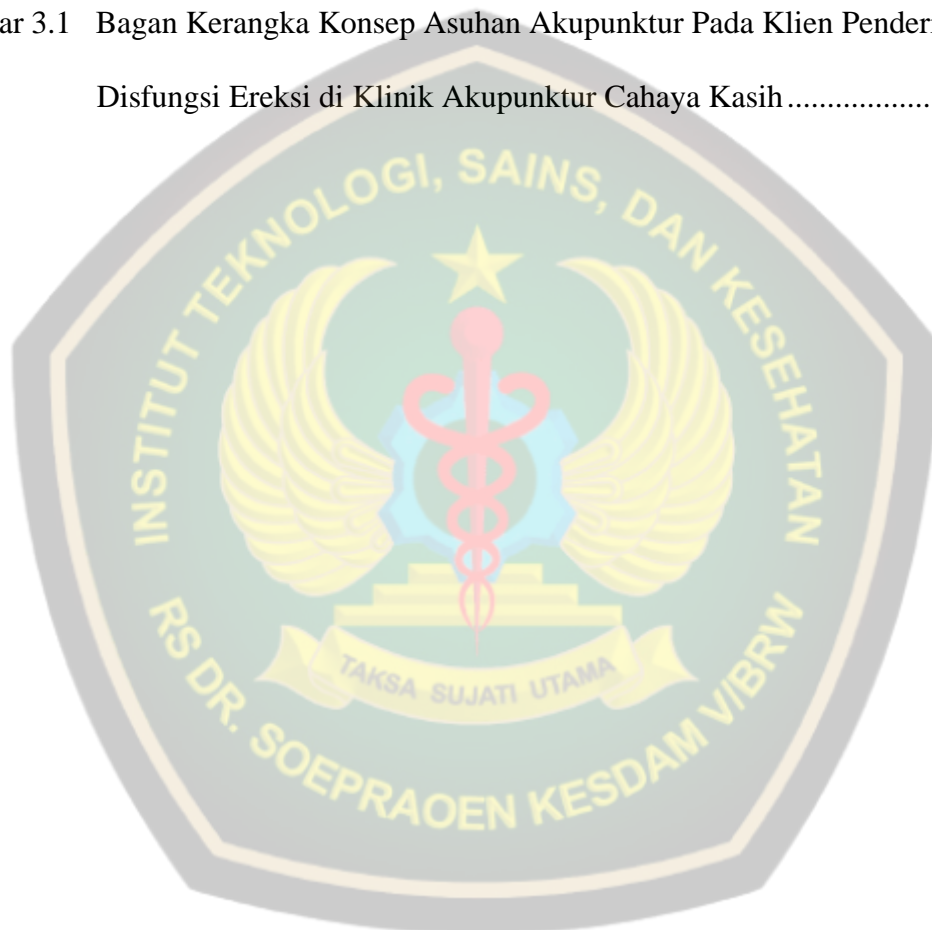 ar 3.1 Bagan Kerangka Konsep Asuhan Akupunktur Pada Klien Pender
Disfungsi Ereksi di Klinik Akupunktur Cahaya Kasih ..................
INSTITUT TEKNOLOGI, SAINS, DAN KESEHATAN
TAKSA SUJATI UTAMA
RS DR. SOEPRAOEN KESDAM V/BRW